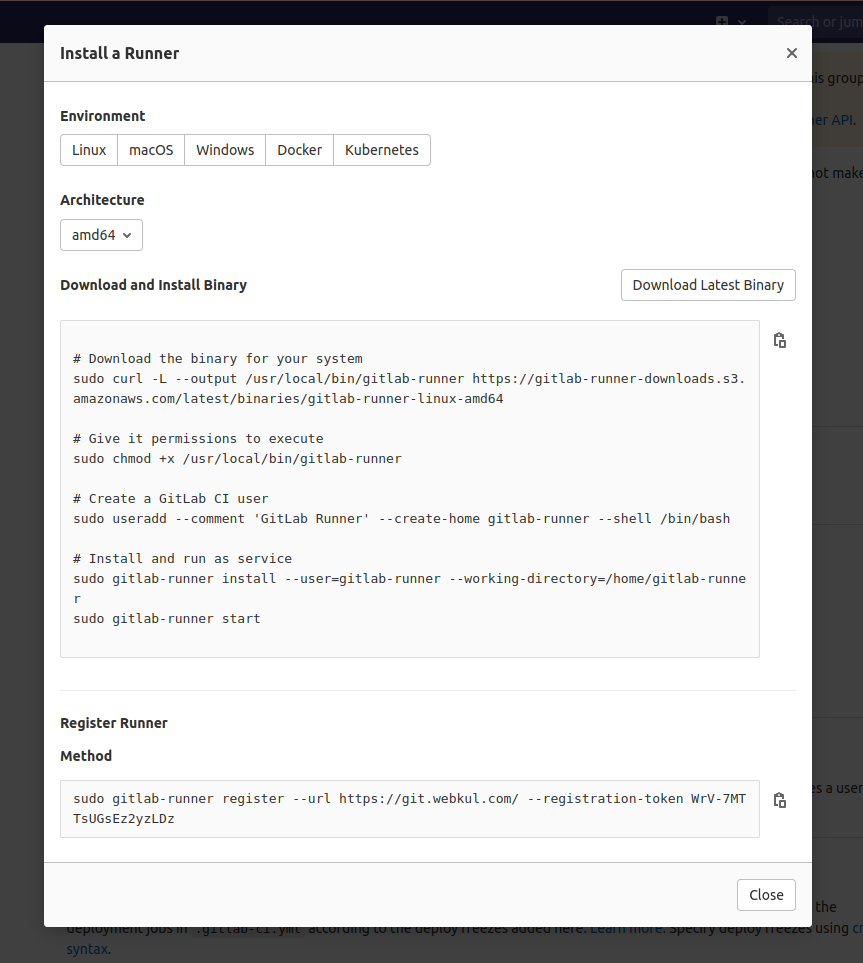 Search or jum
Install a Runner
is group
Environment
er API.
Linux macOS Windows Docker Kubernetes
not make
Architecture
amd64
Download and Install Binary Download Latest Binary
# Download the binary for your system
sudo curl -L --output /usr/local/bin/gitlab-runner https://gitlab-runner-downloads.s3.
amazonaws.com/latest/binaries/gitlab-runner-linux-amd64
# Give it permissions to execute
sudo chmod +x /usr/local/bin/gitlab-runner
# Create a GitLab CI user
sudo useradd --comment 'GitLab Runner' --create-home gitlab-runner --shell /bin/bash
# Install and run as service
sudo gitlab-runner install --user=gitlab-runner --working-directory=/home/gitlab-runne
r
sudo gitlab-runner start
Register Runner
Method
es a user
sudo gitlab-runner register --url https://git.webkul.com/ --registration-token WrV-7MT
TsUGsEz2yzLDz
Close
the
deployment jobs in .gitlab-ci.yml according to the deploy freezes added here. Learn more. Specify deploy freezes using cr
syntax.